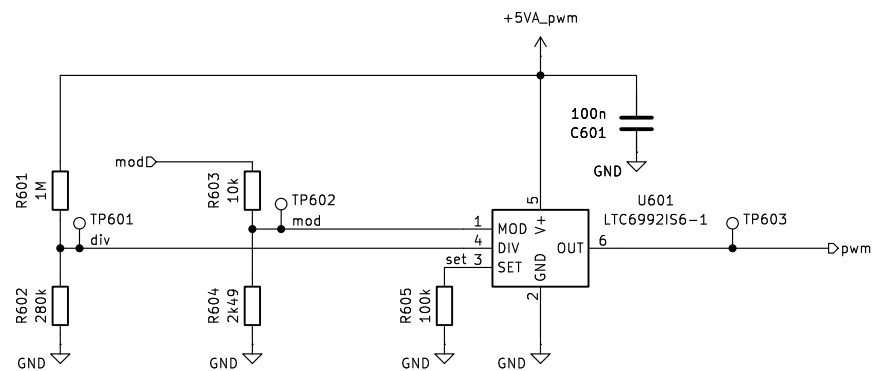 +5VA_pwm
100n
C601
GND
mod
R601
1M
R603
10k
TP601
div
TP602
mod
U601
LTC6992IS6-1
TP603
5
V+
1
MOD
4
DIV
set
3
SET
OUT
6
pwm
GND
2
R602
280k
R604
2k49
R605
100k
GND
GND
GND
GND